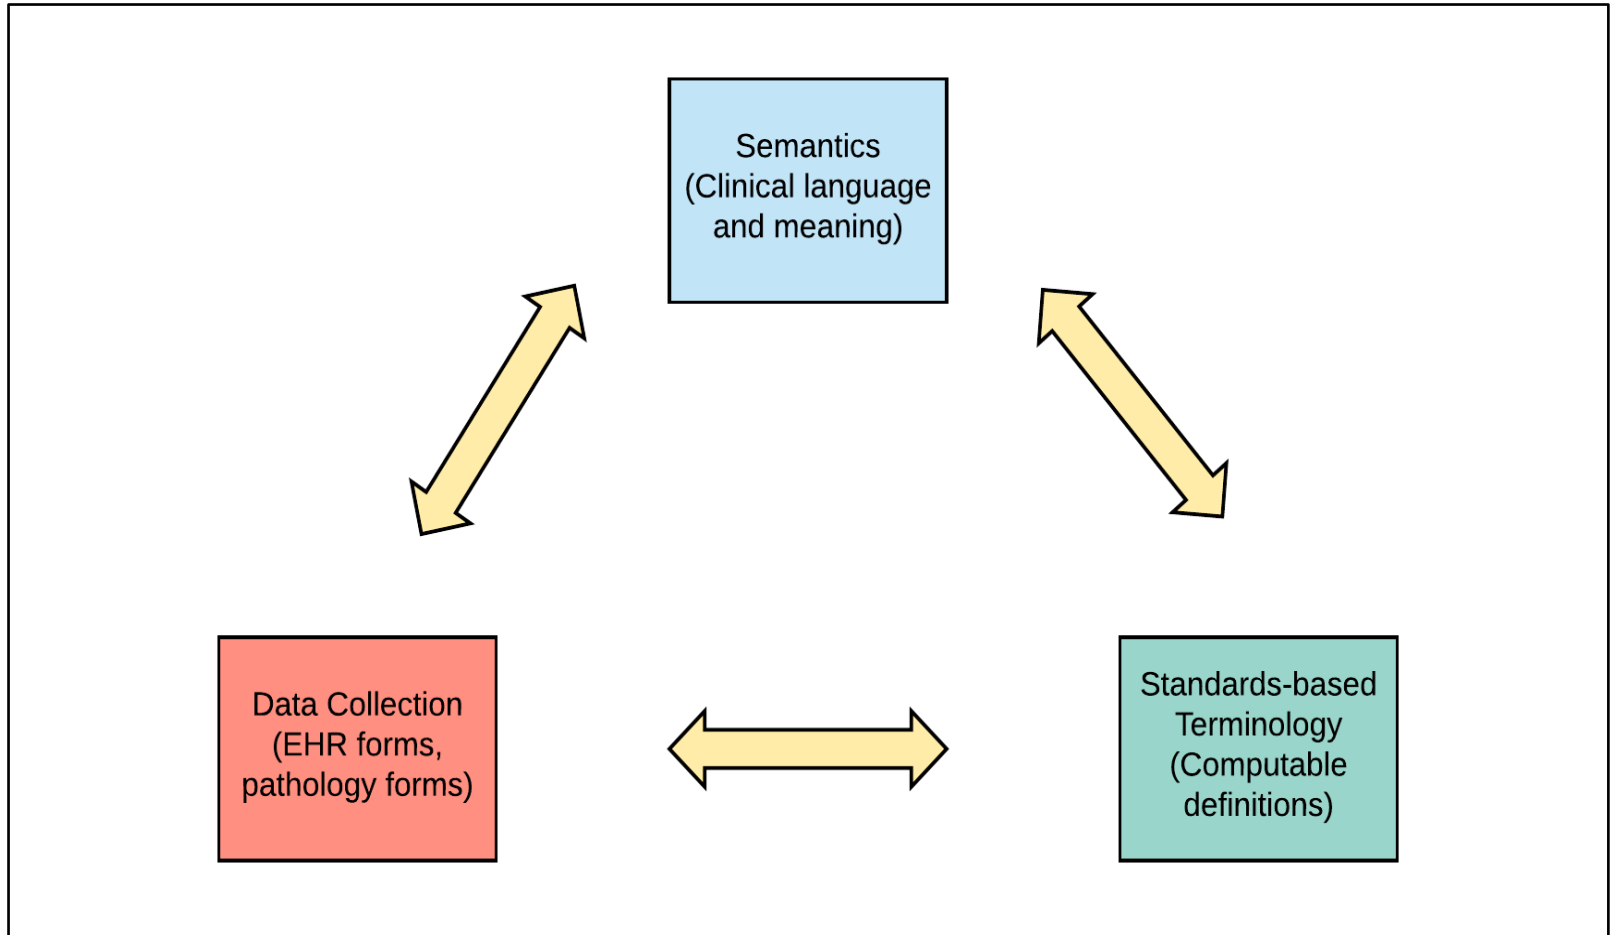 Semantics
(Clinical language
and meaning)
Data Collection
(EHR forms,
pathology forms)
Standards-based
Terminology
(Computable
definitions)